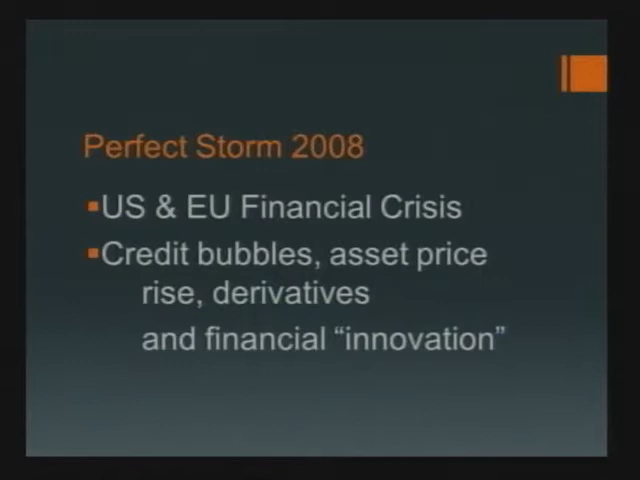 Perfect Storm 2008
▪US & EU Financial Crisis
▪Credit bubbles, asset price
rise, derivatives
and financial “innovation”